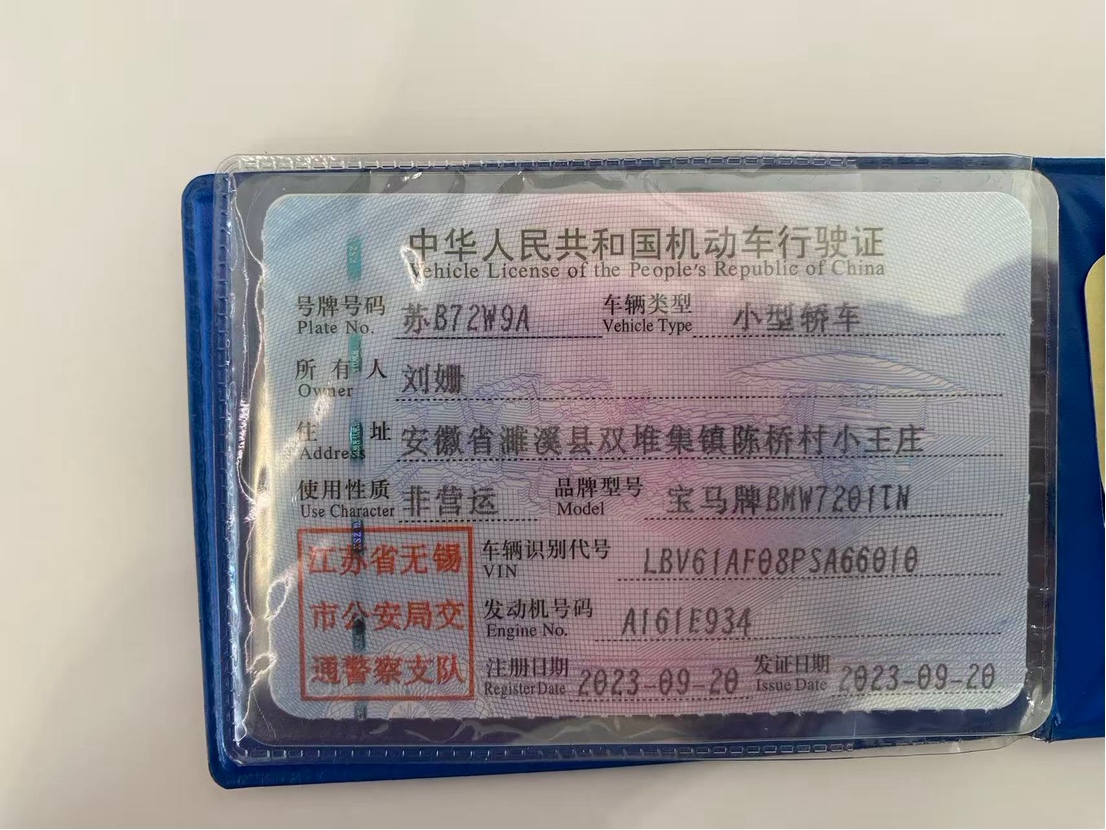 中华人民共和国机动车行驶证
Vehicle License of the People's Republic of China
号牌号码 Plate No. 苏B72W9A 车辆类型 Vehicle Type 小型轿车
所有人 Owner 刘姗
住址 Address 安徽省濉溪县双堆集镇陈桥村小王庄
使用性质 Use Character 非营运 品牌型号 Model 宝马牌BMW7201TN
江苏省无锡
市公安局交
通警察支队
车辆识别代号 VIN LBV61AF08PSA66010
发动机号码 Engine No. A161E934
注册日期 Register Date 2023-09-20 发证日期 Issue Date 2023-09-20